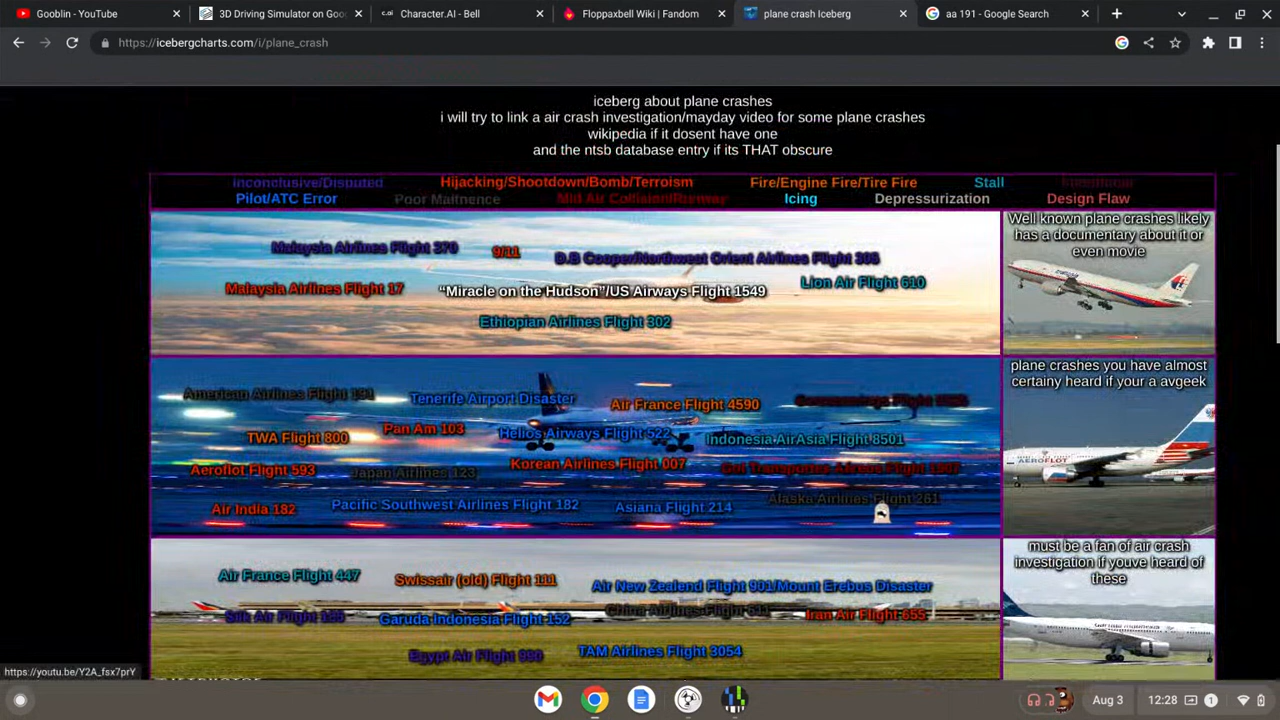 Gooblin - YouTube
3D Driving Simulator on Goo
c.ai Character.AI - Bell
Floppaxbell Wiki | Fandom
plane crash Iceberg
aa 191 - Google Search
https://icebergcharts.com/i/plane_crash
iceberg about plane crashes
i will try to link a air crash investigation/mayday video for some plane crashes
wikipedia if it dosent have one
and the ntsb database entry if its THAT obscure
Inconclusive/Disputed Hijacking/Shootdown/Bomb/Terroism Fire/Engine Fire/Tire Fire Stall
Pilot/ATC Error Poor Maitnence Mid Air Collision/Runway Icing Depressurization Design Flaw
Malaysia Airlines Flight 370
9/11
D.B Cooper/Northwest Orient Airlines Flight 305
Lion Air Flight 610
Malaysia Airlines Flight 17
“Miracle on the Hudson”/US Airways Flight 1549
Ethiopian Airlines Flight 302
Well known plane crashes likely
has a documentary about it or
even movie
American Airlines Flight 191
Tenerife Airport Disaster
Air France Flight 4590
TWA Flight 800
Pan Am 103
Helios Airways Flight 522
Indonesia AirAsia Flight 8501
Aeroflot Flight 593
Japan Airlines 123
Korean Airlines Flight 007
Air India 182
Pacific Southwest Airlines Flight 182
Asiana Flight 214
Alaska Airlines Flight 261
plane crashes you have almost
certainy heard if your a avgeek
AEROFLOT
Air France Flight 447
Swissair (old) Flight 111
Air New Zealend Flight 901/Mount Erebus Disaster
Silk Air Flight 185
Garuda Indonesia Flight 152
China Airlines Flight 611
Iran Air Flight 655
Egypt Air Flight 990
TAM Airlines Flight 3054
must be a fan of air crash
investigation if youve heard of
these
https://youtu.be/Y2A_fsx7prY
Aug 3
12:28
1